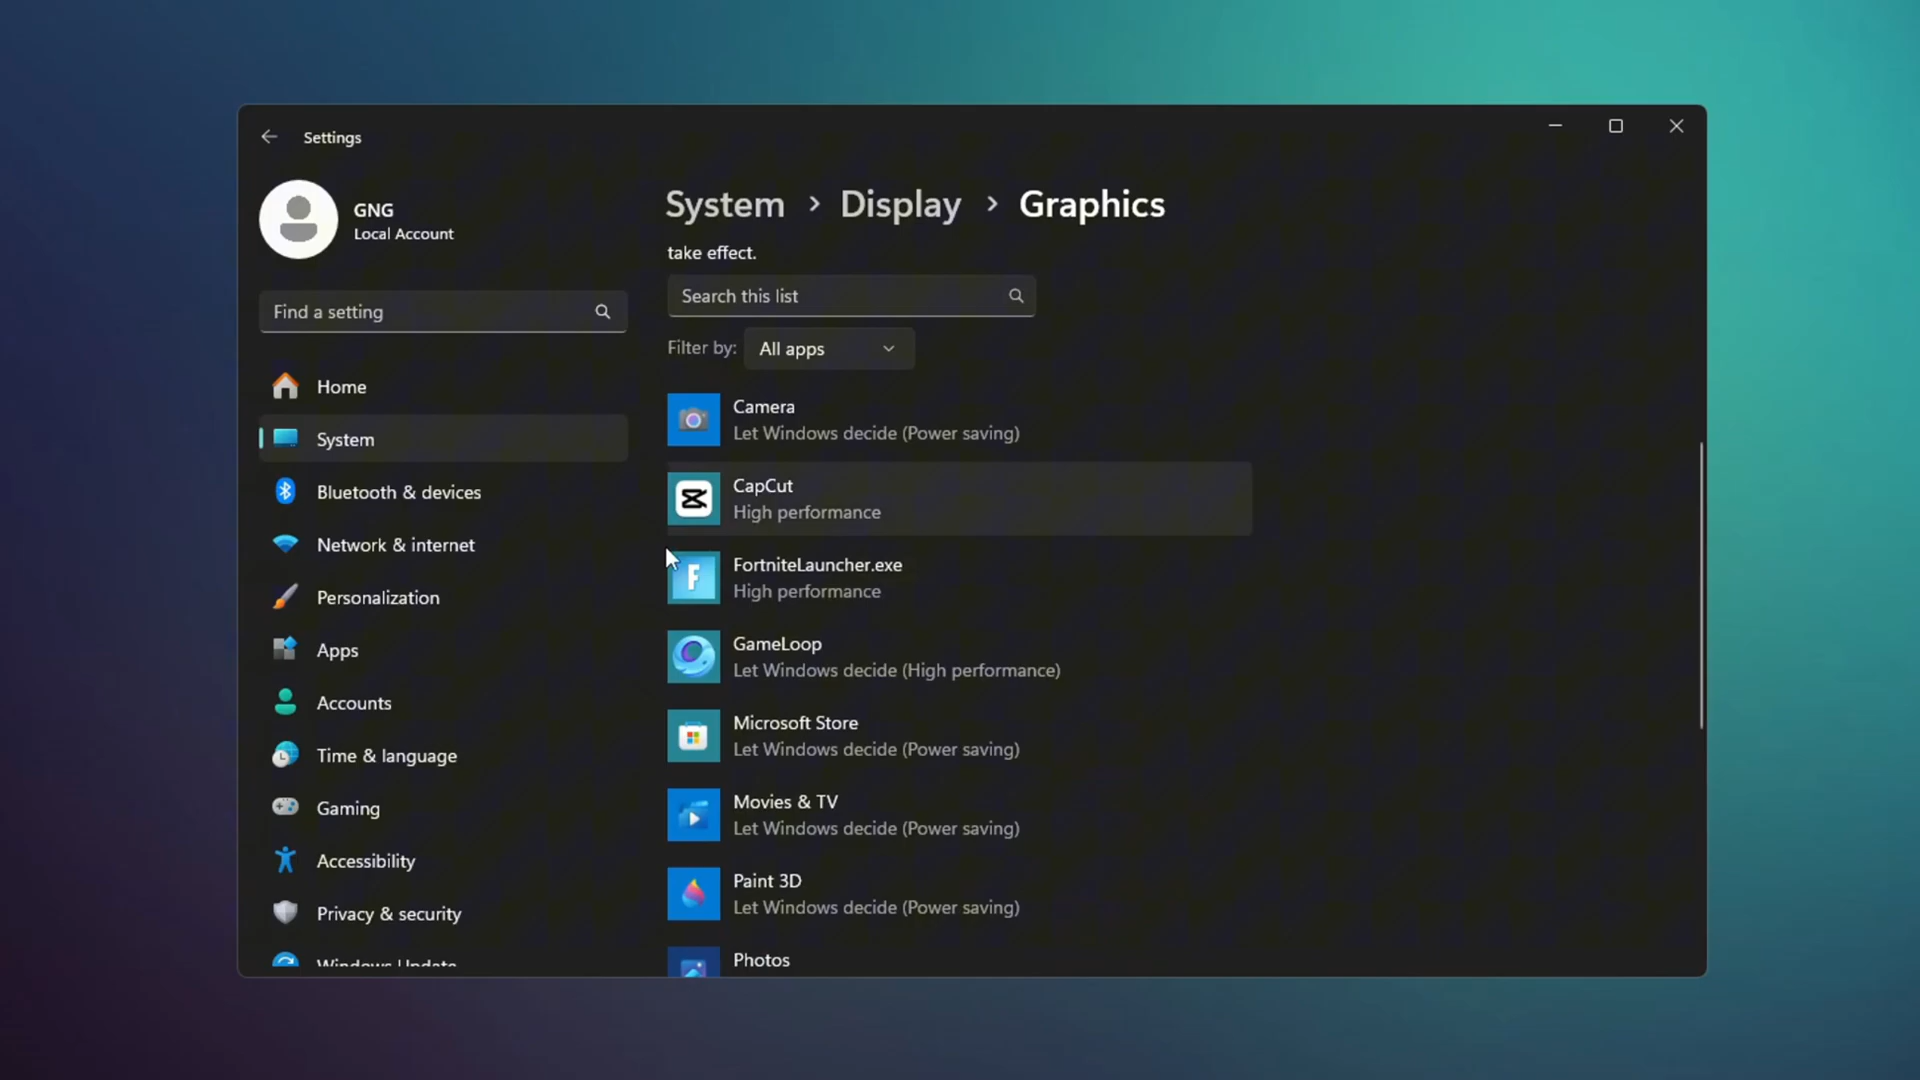 Settings
GNG
Local Account
Find a setting
Home
System
Bluetooth & devices
Network & internet
Personalization
Apps
Accounts
Time & language
Gaming
Accessibility
Privacy & security
Windows Update
System > Display > Graphics
take effect.
Search this list
Filter by: All apps
Camera
Let Windows decide (Power saving)
CapCut
High performance
F
FortniteLauncher.exe
High performance
GameLoop
Let Windows decide (High performance)
Microsoft Store
Let Windows decide (Power saving)
Movies & TV
Let Windows decide (Power saving)
Paint 3D
Let Windows decide (Power saving)
Photos